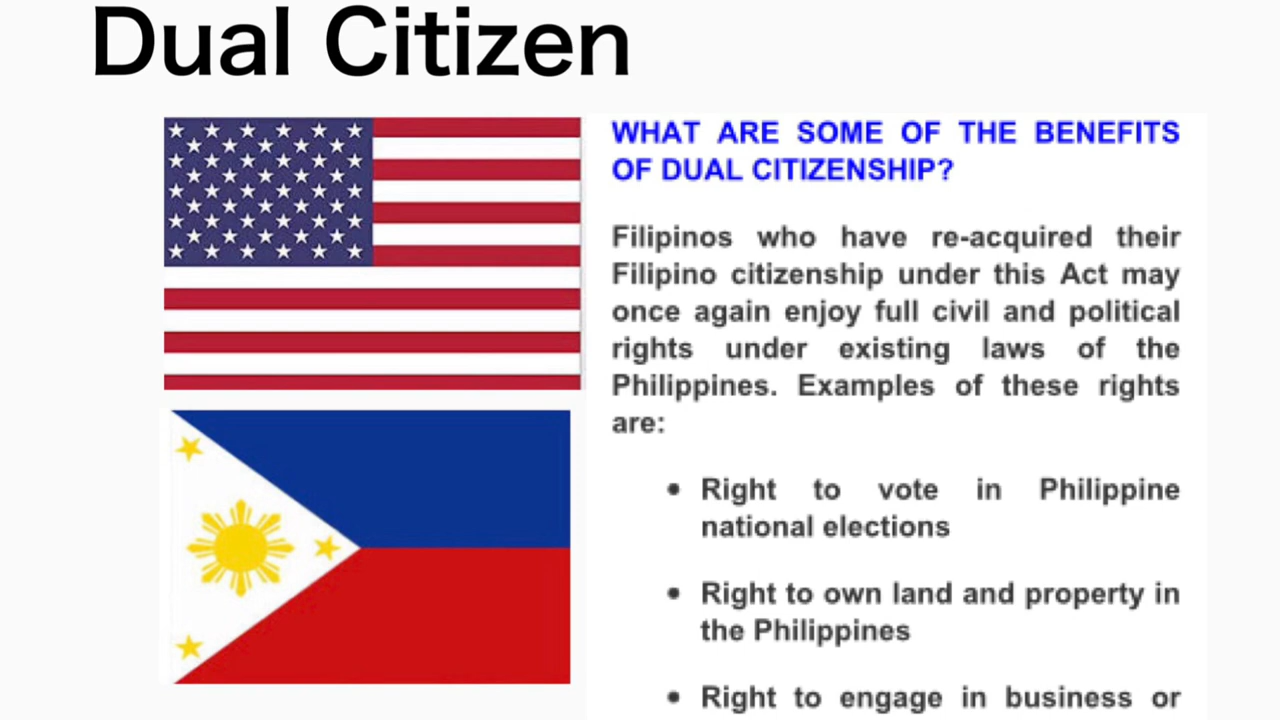 Dual Citizen
WHAT ARE SOME OF THE BENEFITS
OF DUAL CITIZENSHIP?
Filipinos who have re-acquired their
Filipino citizenship under this Act may
once again enjoy full civil and political
rights under existing laws of the
Philippines. Examples of these rights
are:
• Right to vote in Philippine
national elections
• Right to own land and property in
the Philippines
• Right to engage in business or